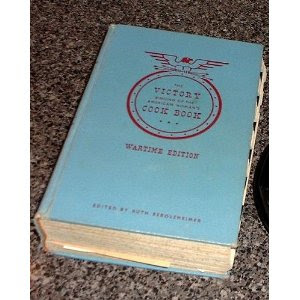 THE
VICTORY
BINDING OF THE
AMERICAN WOMAN'S
COOK BOOK
WARTIME EDITION
EDITED BY RUTH BEROLZHEIMER